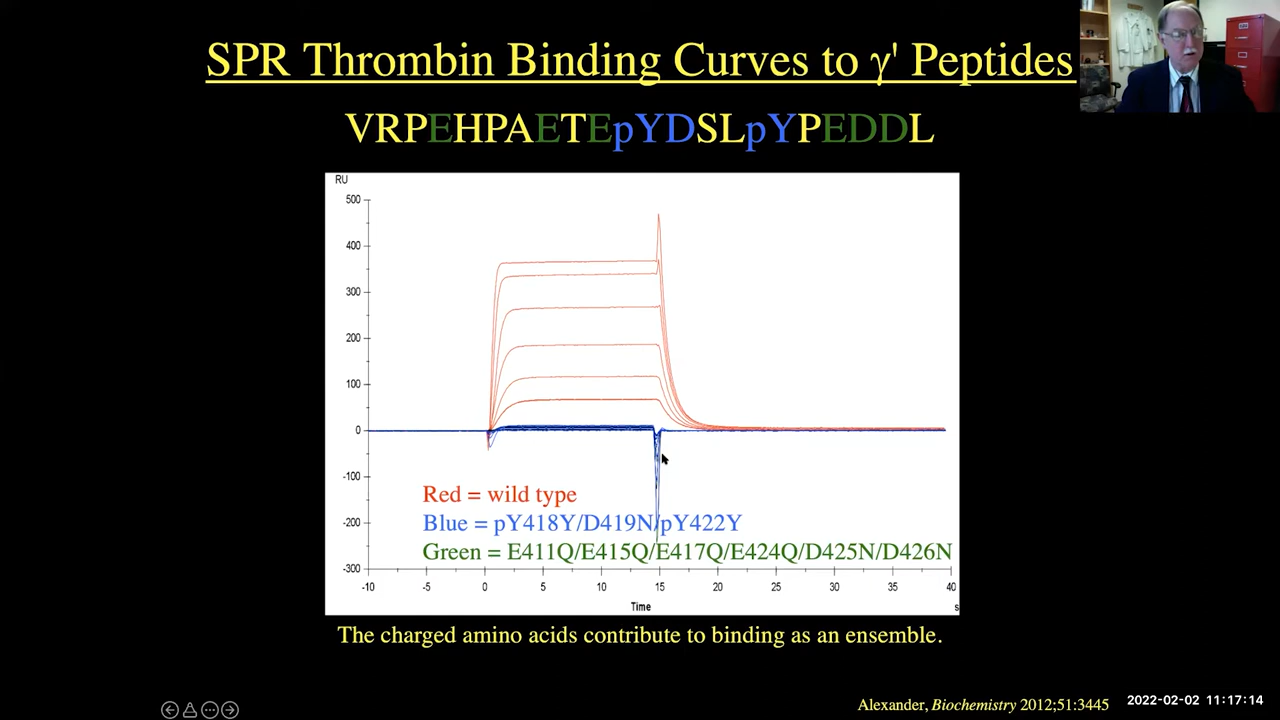 SPR Thrombin Binding Curves to γ' Peptides
VRPEHPAETEpYDSLpYPEDDL
RU
500
400
300
200
100
0
-100
-200
-300
Red = wild type
Blue = pY418Y/D419N/pY422Y
Green = E411Q/E415Q/E417Q/E424Q/D425N/D426N
-10 -5 0 5 10 15 20 25 30 35 40
Time s
The charged amino acids contribute to binding as an ensemble.
Alexander, Biochemistry 2012;51:3445
2022-02-02 11:17:14